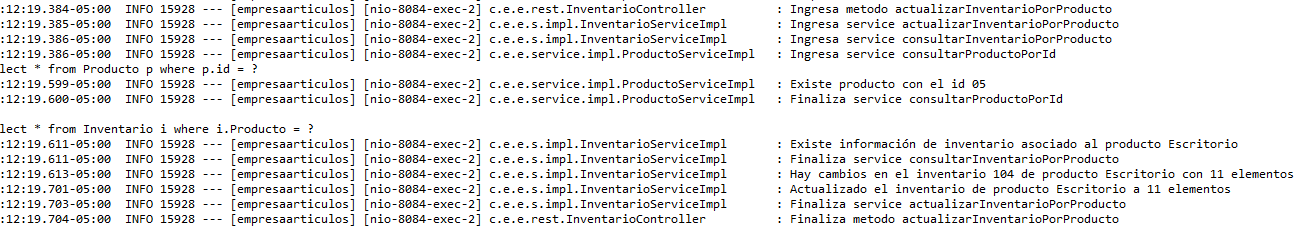 :12:19.384-05:00  INFO 15928 --- [empresaarticulos] [nio-8084-exec-2] c.e.e.rest.InventarioController          : Ingresa metodo actualizarInventarioPorProducto
:12:19.385-05:00  INFO 15928 --- [empresaarticulos] [nio-8084-exec-2] c.e.e.s.impl.InventarioServiceImpl       : Ingresa service actualizarInventarioPorProducto
:12:19.386-05:00  INFO 15928 --- [empresaarticulos] [nio-8084-exec-2] c.e.e.s.impl.InventarioServiceImpl       : Ingresa service consultarInventarioPorProducto
:12:19.386-05:00  INFO 15928 --- [empresaarticulos] [nio-8084-exec-2] c.e.e.service.impl.ProductoServiceImpl   : Ingresa service consultarProductoPorId
lect * from Producto p where p.id = ?
:12:19.599-05:00  INFO 15928 --- [empresaarticulos] [nio-8084-exec-2] c.e.e.service.impl.ProductoServiceImpl   : Existe producto con el id 05
:12:19.600-05:00  INFO 15928 --- [empresaarticulos] [nio-8084-exec-2] c.e.e.service.impl.ProductoServiceImpl   : Finaliza service consultarProductoPorId
lect * from Inventario i where i.Producto = ?
:12:19.611-05:00  INFO 15928 --- [empresaarticulos] [nio-8084-exec-2] c.e.e.s.impl.InventarioServiceImpl       : Existe información de inventario asociado al producto Escritorio
:12:19.611-05:00  INFO 15928 --- [empresaarticulos] [nio-8084-exec-2] c.e.e.s.impl.InventarioServiceImpl       : Finaliza service consultarInventarioPorProducto
:12:19.613-05:00  INFO 15928 --- [empresaarticulos] [nio-8084-exec-2] c.e.e.s.impl.InventarioServiceImpl       : Hay cambios en el inventario 104 de producto Escritorio con 11 elementos
:12:19.701-05:00  INFO 15928 --- [empresaarticulos] [nio-8084-exec-2] c.e.e.s.impl.InventarioServiceImpl       : Actualizado el inventario de producto Escritorio a 11 elementos
:12:19.703-05:00  INFO 15928 --- [empresaarticulos] [nio-8084-exec-2] c.e.e.s.impl.InventarioServiceImpl       : Finaliza service actualizarInventarioPorProducto
:12:19.704-05:00  INFO 15928 --- [empresaarticulos] [nio-8084-exec-2] c.e.e.rest.InventarioController          : Finaliza metodo actualizarInventarioPorProducto